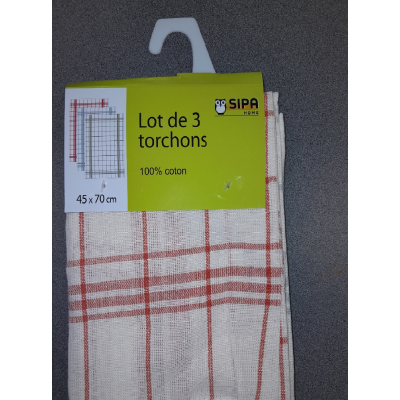 SIPA
HOME
Lot de 3
torchons
100% coton
45 x 70 cm